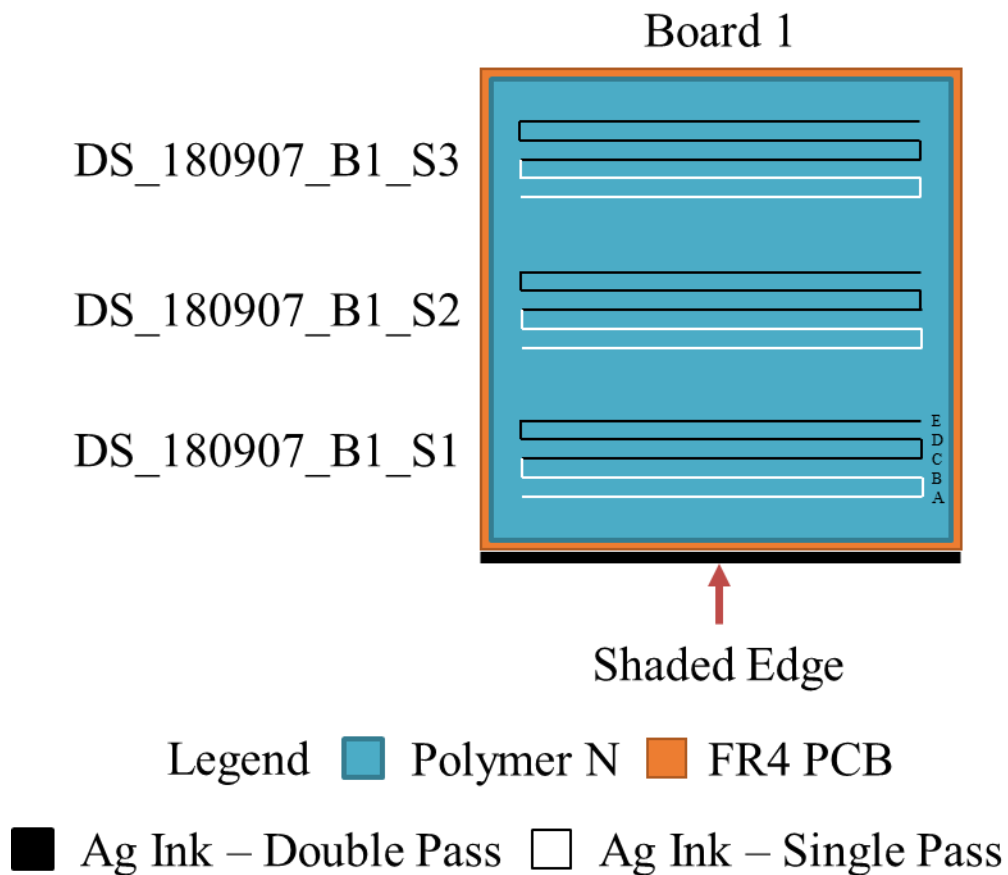 Board 1
DS_180907_B1_S3
DS_180907_B1_S2
DS_180907_B1_S1
E
D
C
B
A
Shaded Edge
Legend Polymer N FR4 PCB
Ag Ink – Double Pass Ag Ink – Single Pass